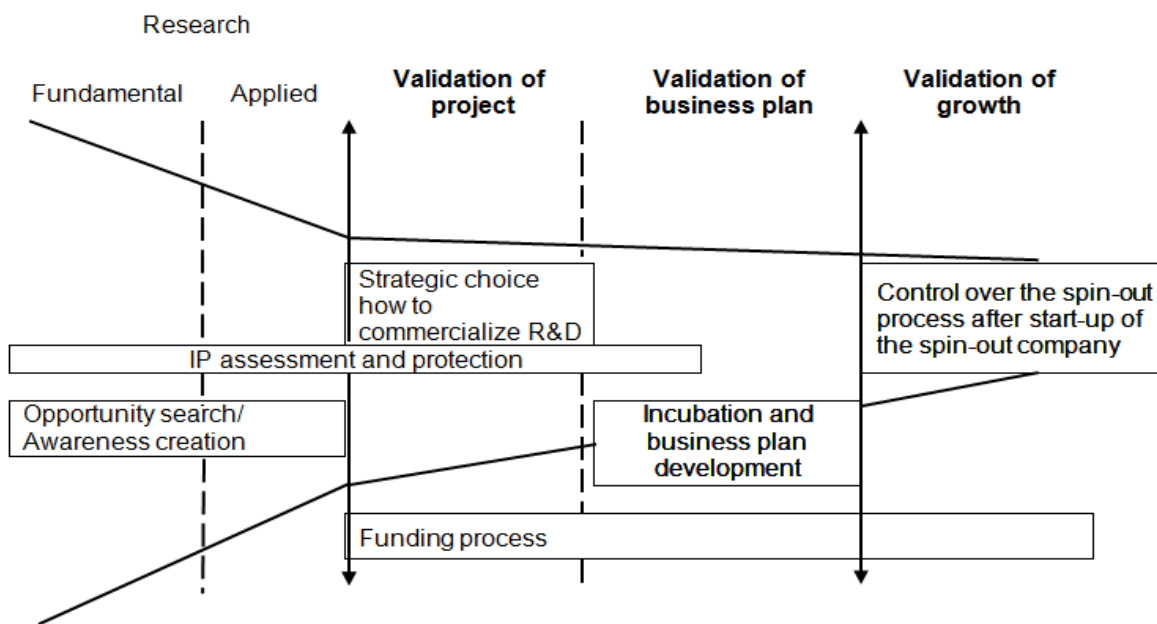 Research
Fundamental
Applied
Validation of
project
Validation of
business plan
Validation of
growth
Strategic choice
how to
commercialize R&D
Control over the spin-out
process after start-up of
the spin-out company
IP assessment and protection
Opportunity search/
Awareness creation
Incubation and
business plan
development
Funding process